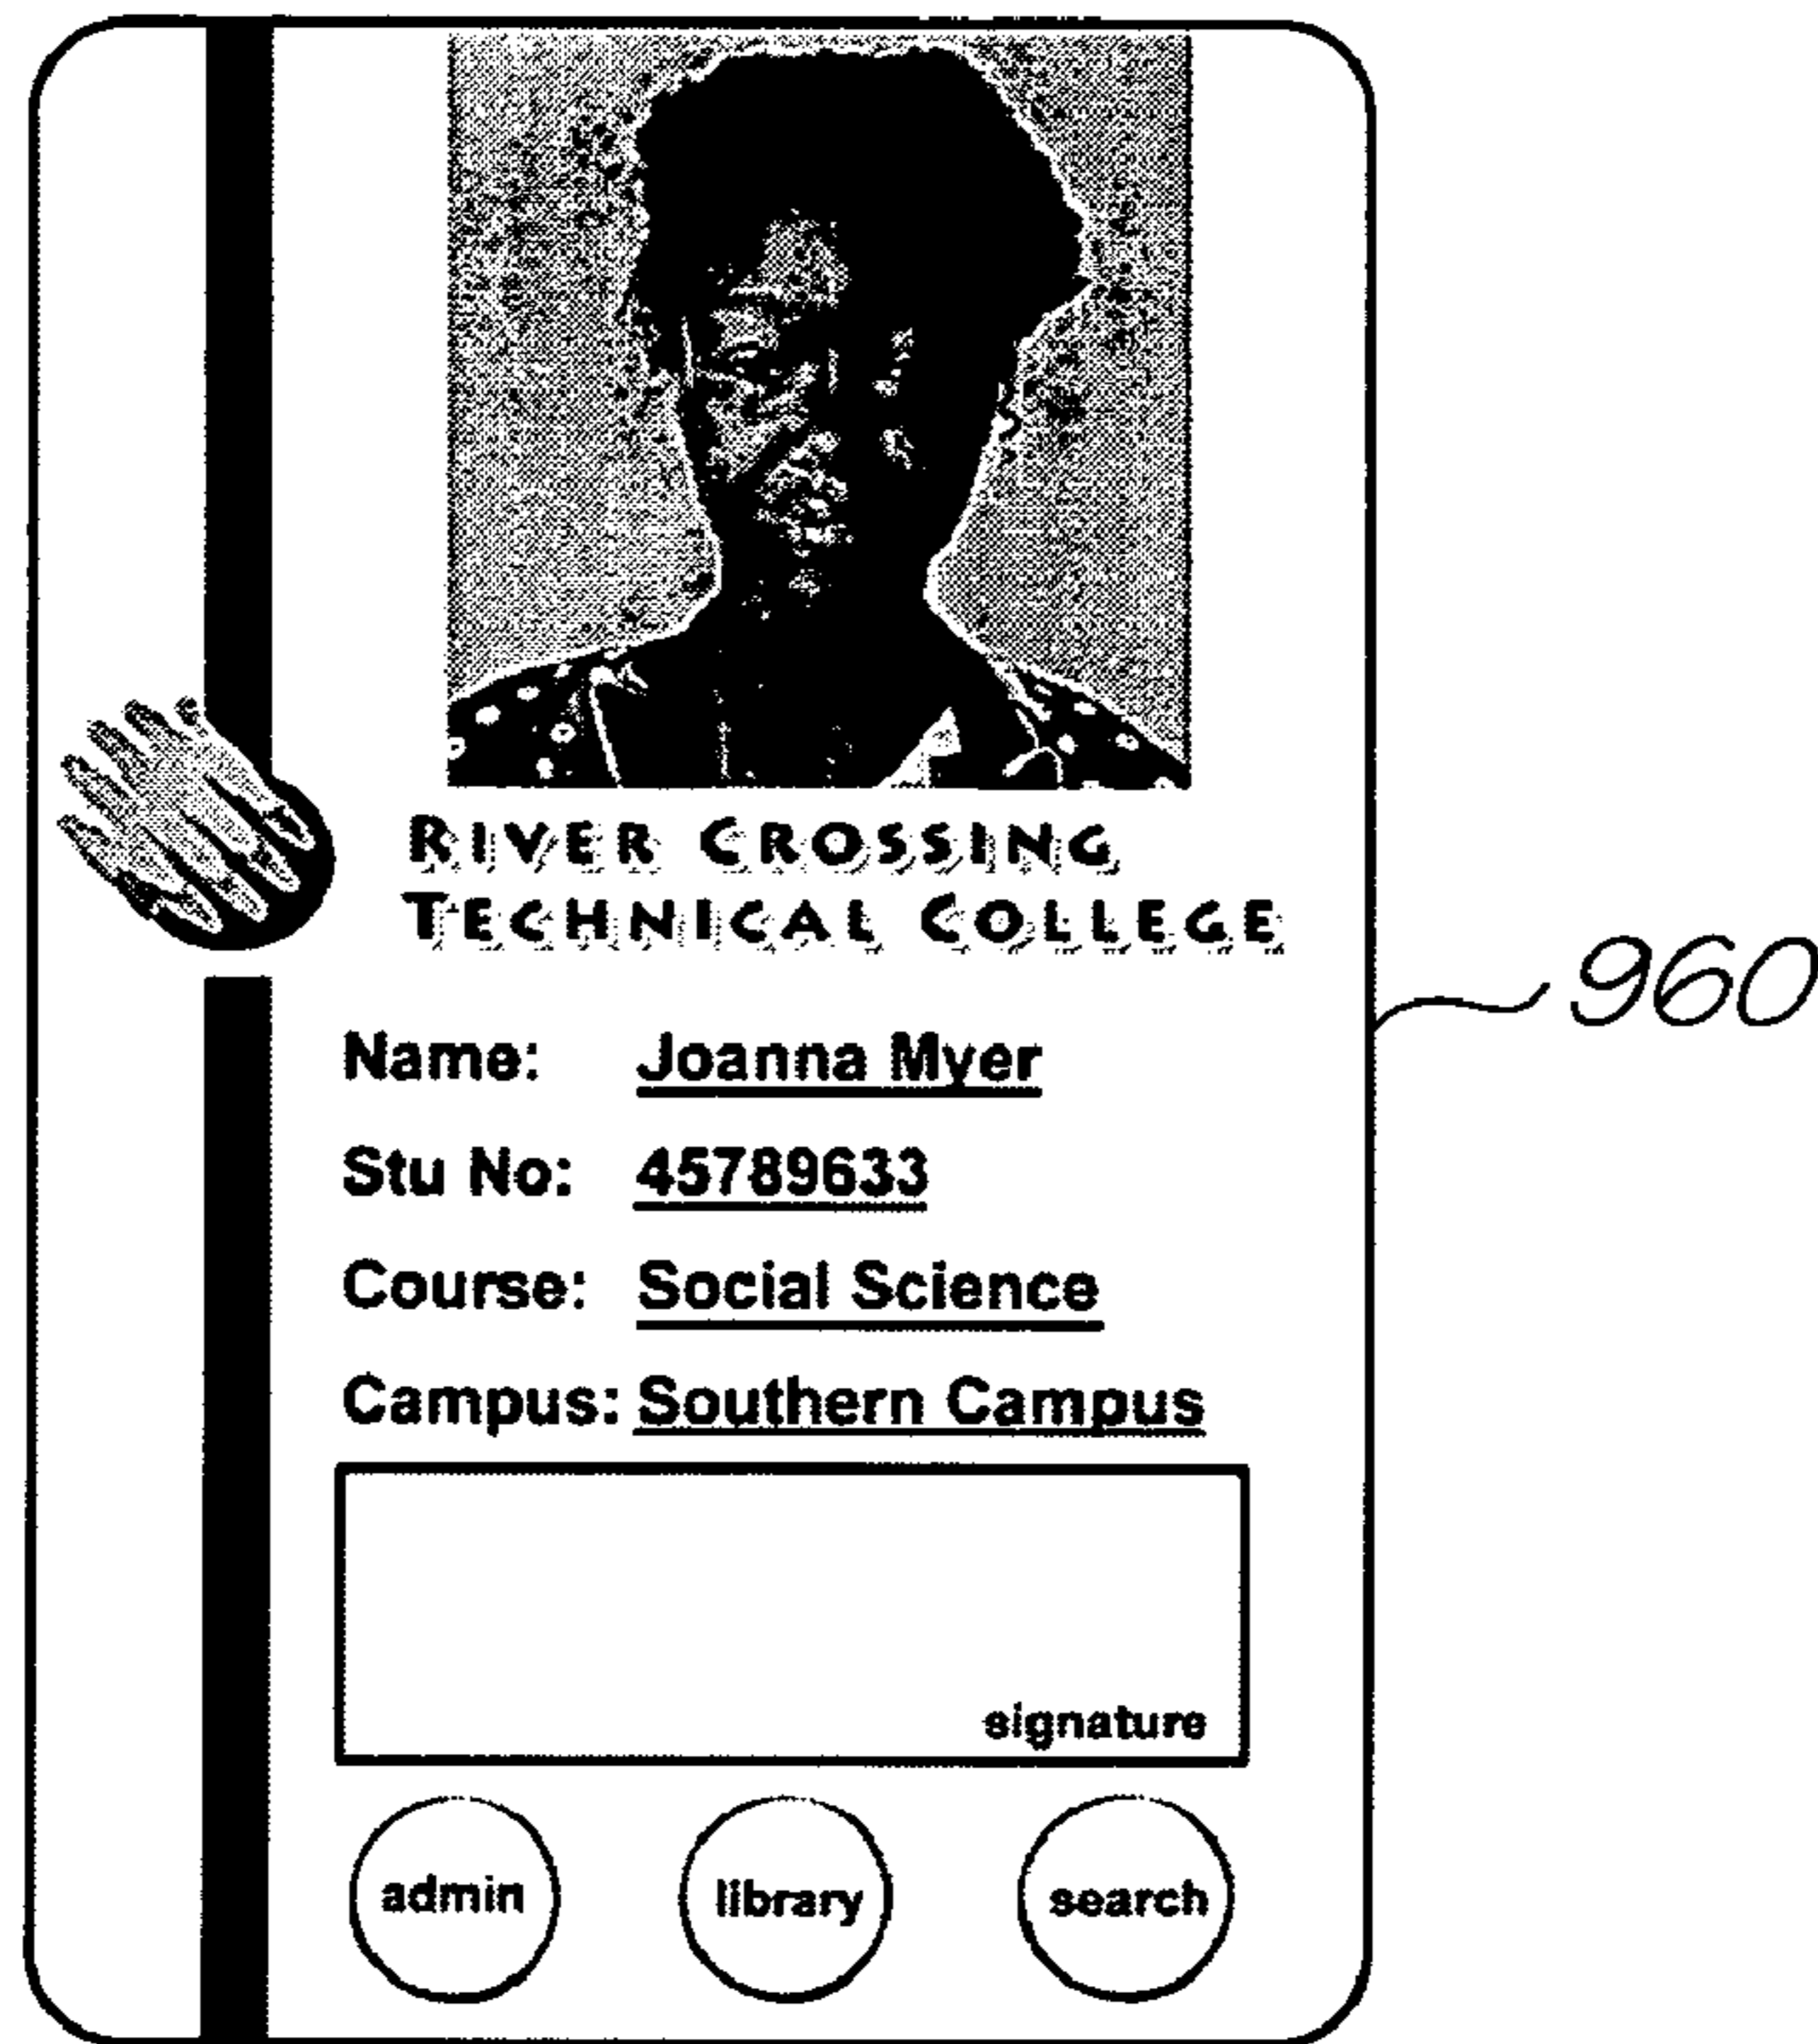 RIVER CROSSING
TECHNICAL COLLEGE
960
Name: Joanna Myer
Stu No: 45789633
Course: Social Science
Campus: Southern Campus
signature
admin library search